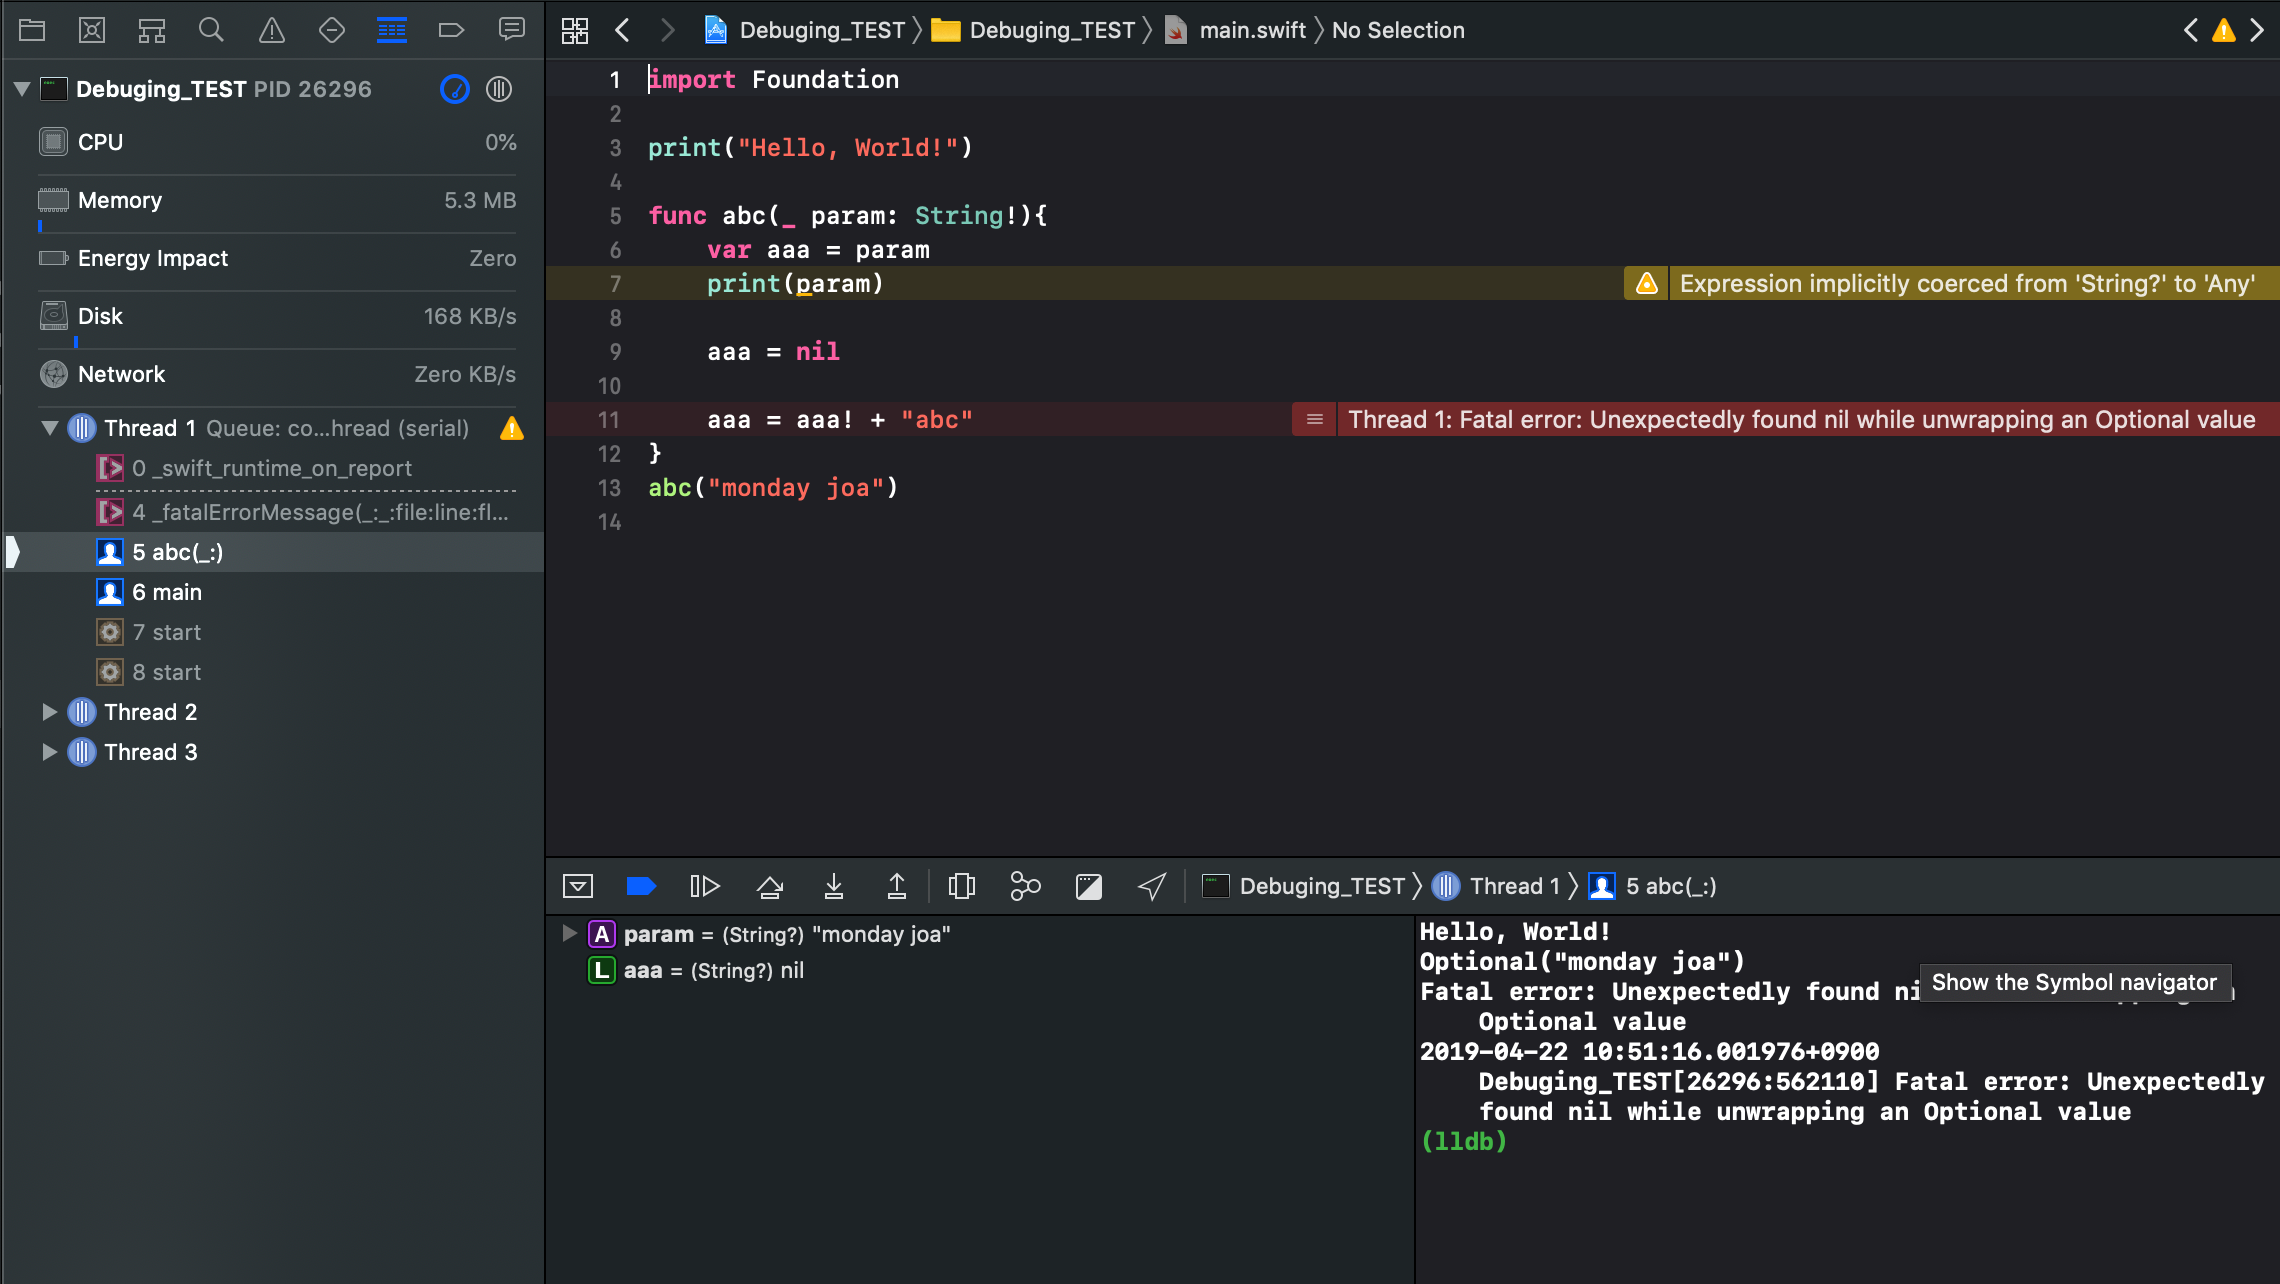 Debuging_TEST
Debuging_TEST
main.swift
No Selection
Debuging_TEST PID 26296
CPU 0%
Memory 5.3 MB
Energy Impact Zero
Disk 168 KB/s
Network Zero KB/s
Thread 1 Queue: co...hread (serial)
0 _swift_runtime_on_report
4 _fatalErrorMessage(_:_:file:line:fl...
5 abc(_:)
6 main
7 start
8 start
Thread 2
Thread 3
1 import Foundation
2
3 print("Hello, World!")
4
5 func abc(_ param: String!){
6 var aaa = param
7 print(param) Expression implicitly coerced from 'String?' to 'Any'
8
9 aaa = nil
10
11 aaa = aaa! + "abc" Thread 1: Fatal error: Unexpectedly found nil while unwrapping an Optional value
12 }
13 abc("monday joa")
14
Debuging_TEST
Thread 1
5 abc(_:)
A param = (String?) "monday joa"
L aaa = (String?) nil
Hello, World!
Optional("monday joa")
Fatal error: Unexpectedly found
Show the Symbol navigator
Optional value
2019-04-22 10:51:16.001976+0900
Debuging_TEST[26296:562110] Fatal error: Unexpectedly
found nil while unwrapping an Optional value
(lldb)